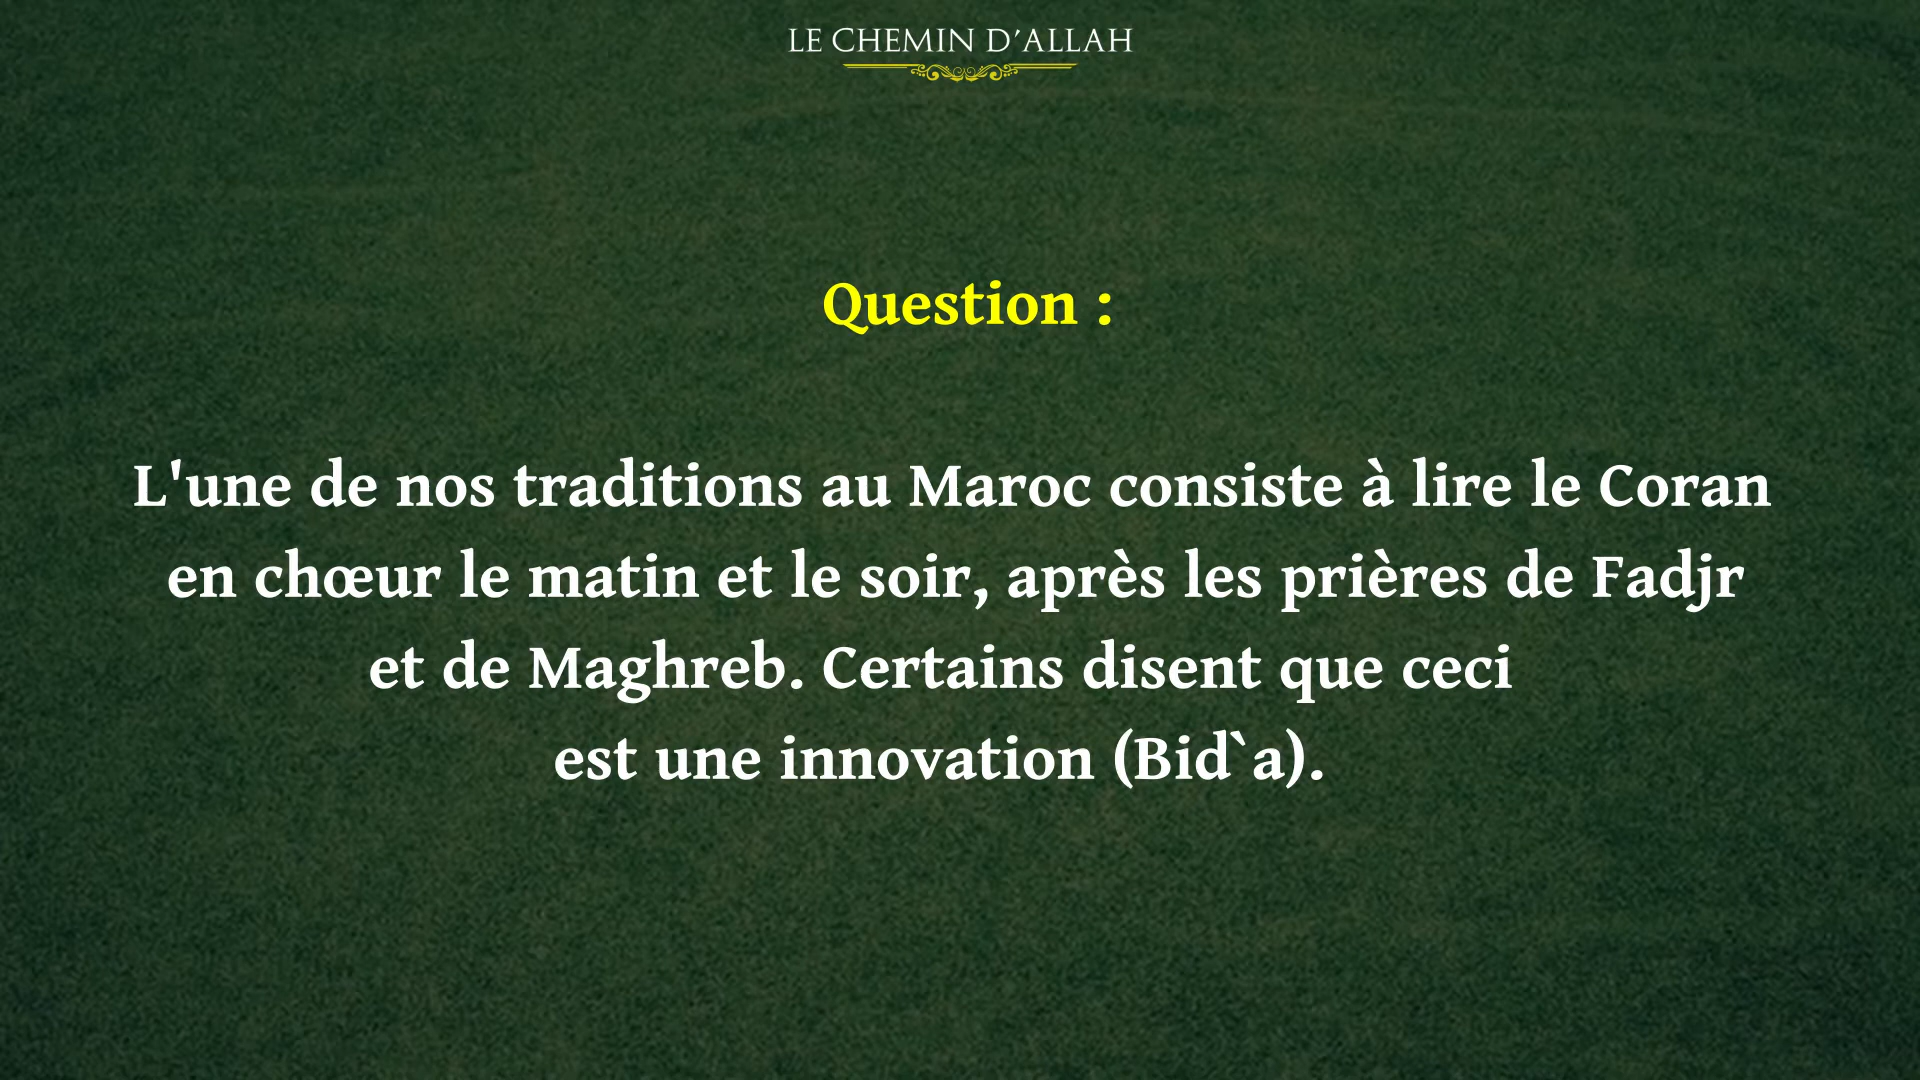 LE CHEMIN D'ALLAH
Question :
L'une de nos traditions au Maroc consiste à lire le Coran
en chœur le matin et le soir, après les prières de Fadjr
et de Maghreb. Certains disent que ceci
est une innovation (Bid`a).